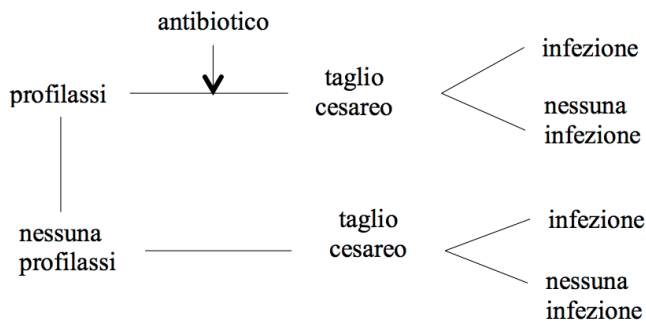 antibiotico
profilassi
taglio
cesareo
infezione
nessuna
infezione
nessuna
profilassi
taglio
cesareo
infezione
nessuna
infezione